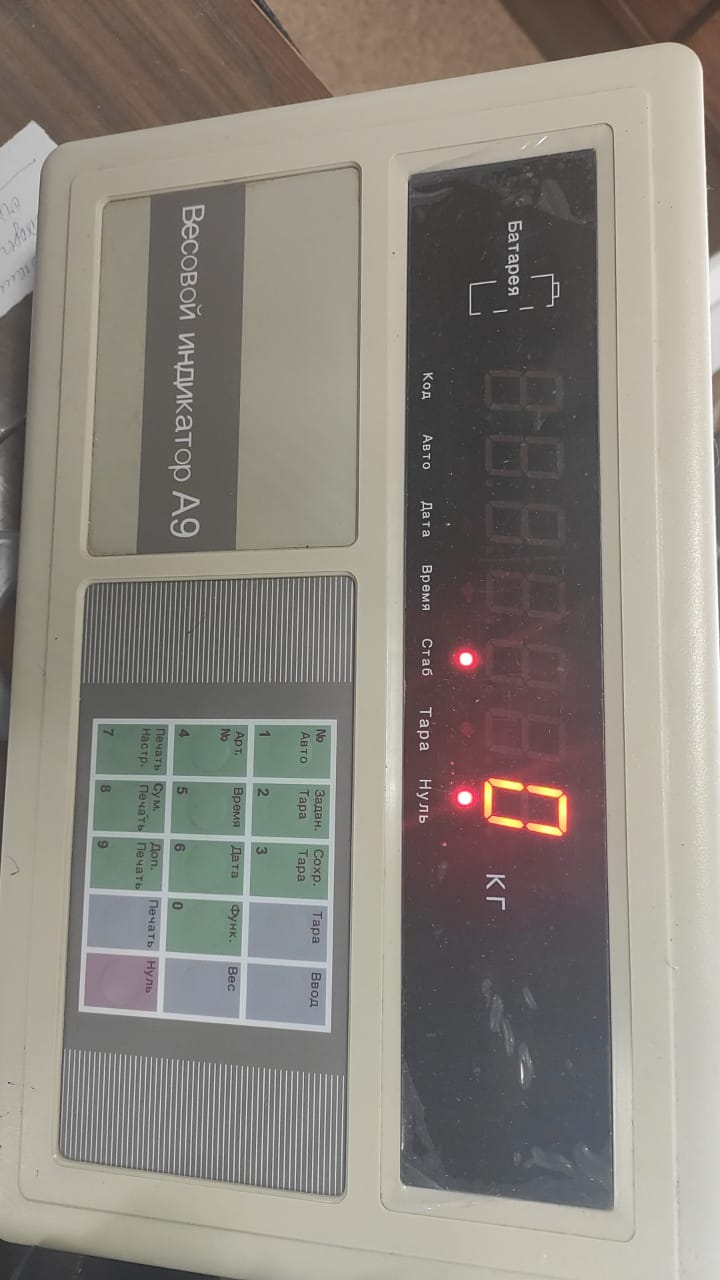 Батарея
0 КГ
Код Авто Дата Время Стаб Тара Нуль
Весовой индикатор А9
№
Авто
1
Задан.
Тара
2
Сохр.
Тара
3
Тара
Ввод
Арт.
№
4
Время
5
Дата
6
Функ.
0
Вес
Печать
Настр.
7
Сум.
Печать
8
Доп.
Печать
9
Печать
Нуль